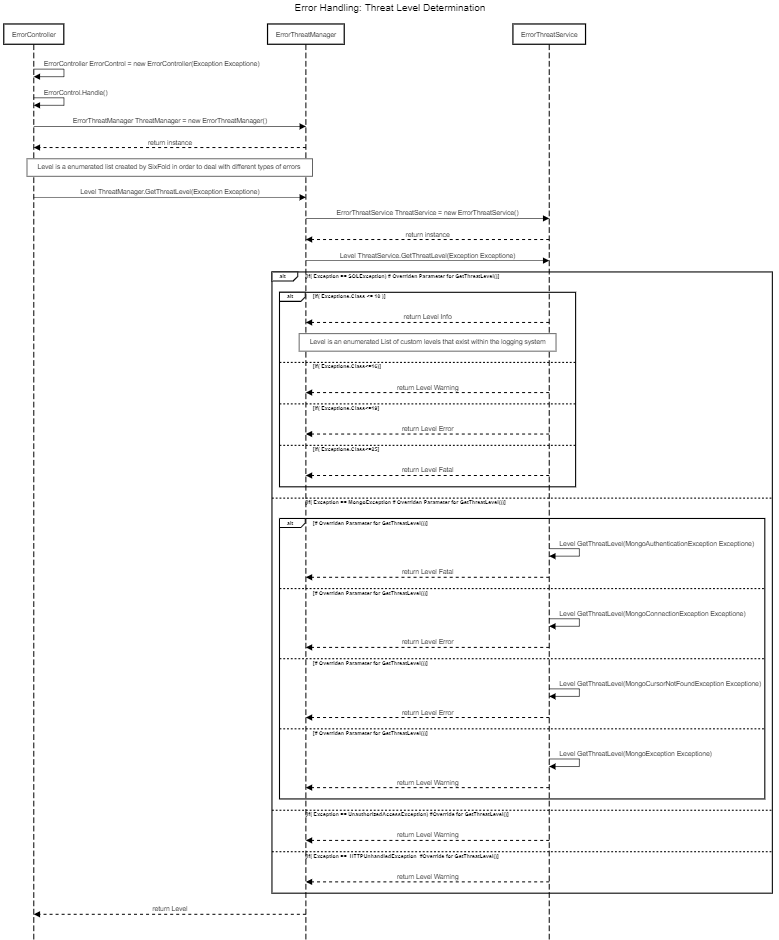 Error Handling: Threat Level Determination
ErrorController
ErrorThreatManager
ErrorThreatService
ErrorController ErrorControl = new ErrorController(Exception Exceptione)
ErrorControl.Handle()
ErrorThreatManager ThreatManager = new ErrorThreatManager()
return instance
Level is a enumerated list created by SixFold in order to deal with different types of errors
Level ThreatManager.GetThreatLevel(Exception Exceptione)
ErrorThreatService ThreatService = new ErrorThreatService()
return instance
Level ThreatService.GetThreatLevel(Exception Exceptione)
alt
[if( Exception == SQLException) # Overriden Parameter for GetThreatLevel()]
alt
[if( Exceptione.Class <= 10 )]
return Level Info
Level is an enumerated List of custom levels that exist within the logging system
[if( Exceptione.Class<=16)]
return Level Warning
[if( Exceptione.Class<=19]
return Level Error
[if( Exceptione.Class<=25]
return Level Fatal
[if( Exception == MongoException # Overriden Parameter for GetThreatLevel()]
alt
[# Overriden Parameter for GetThreatLevel()]
Level GetThreatLevel(MongoAuthenticationException Exceptione)
return Level Fatal
[# Overriden Parameter for GetThreatLevel()]
Level GetThreatLevel(MongoConnectionException Exceptione)
return Level Error
[# Overriden Parameter for GetThreatLevel()]
Level GetThreatLevel(MongoCursorNotFoundException Exceptione)
return Level Error
[# Overriden Parameter for GetThreatLevel()]
Level GetThreatLevel(MongoException Exceptione)
return Level Warning
[if( Exception == UnauthorizedAccessException) #Override for GetThreatLevel()]
return Level Warning
[if( Exception == HTTPUnhandledException #Override for GetThreatLevel()]
return Level Warning
return Level